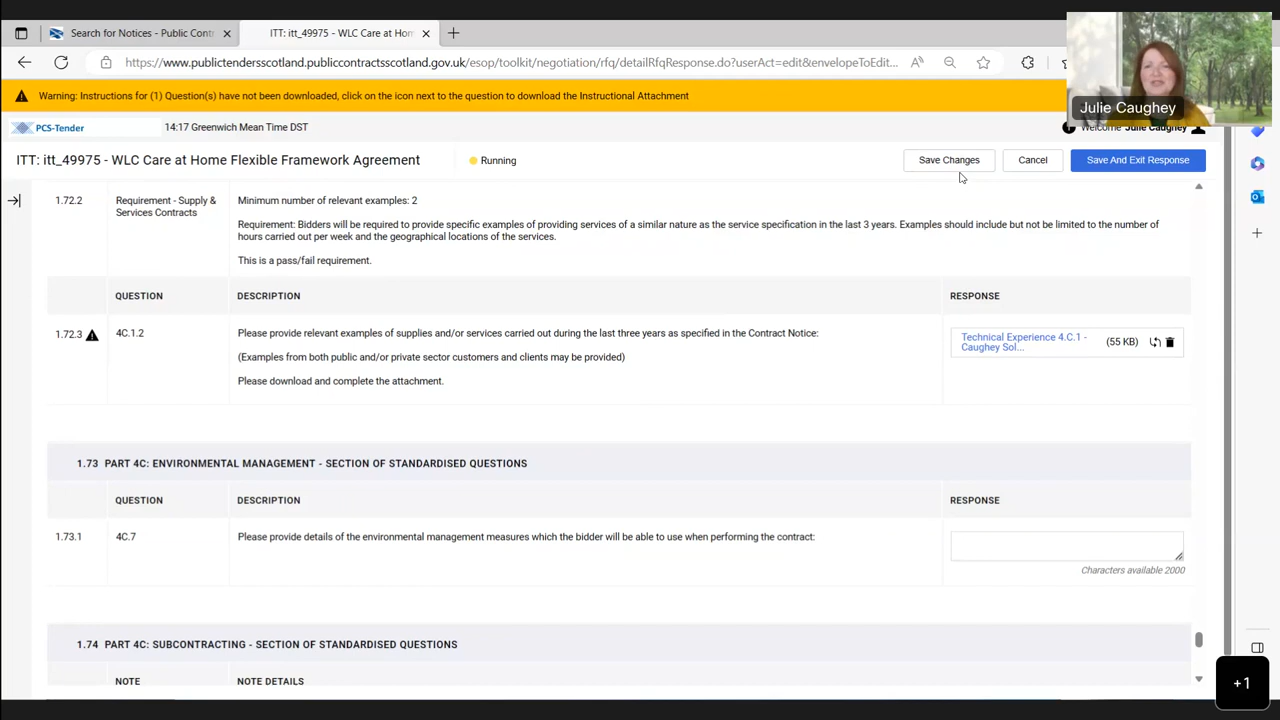 Search for Notices - Public Contr
ITT: itt_49975 - WLC Care at Hom
https://www.publictendersscotland.publiccontractsscotland.gov.uk/esop/toolkit/negotiation/rfq/detailRfqResponse.do?userAct=edit&envelopeToEdit...
Julie Caughey
Warning: Instructions for (1) Question(s) have not been downloaded, click on the icon next to the question to download the Instructional Attachment
PCS-Tender
14:17 Greenwich Mean Time DST
Welcome Julie Caughey
ITT: itt_49975 - WLC Care at Home Flexible Framework Agreement
Running
Save Changes
Cancel
Save And Exit Response
1.72.2
Requirement - Supply &
Services Contracts
Minimum number of relevant examples: 2
Requirement: Bidders will be required to provide specific examples of providing services of a similar nature as the service specification in the last 3 years. Examples should include but not be limited to the number of
hours carried out per week and the geographical locations of the services.
This is a pass/fail requirement.
QUESTION
DESCRIPTION
RESPONSE
1.72.3
4C.1.2
Please provide relevant examples of supplies and/or services carried out during the last three years as specified in the Contract Notice:
(Examples from both public and/or private sector customers and clients may be provided)
Please download and complete the attachment.
Technical Experience 4.C.1 -
Caughey Sol...
(55 KB)
1.73 PART 4C: ENVIRONMENTAL MANAGEMENT - SECTION OF STANDARDISED QUESTIONS
QUESTION
DESCRIPTION
RESPONSE
1.73.1
4C.7
Please provide details of the environmental management measures which the bidder will be able to use when performing the contract:
Characters available 2000
1.74 PART 4C: SUBCONTRACTING - SECTION OF STANDARDISED QUESTIONS
NOTE
NOTE DETAILS
+1